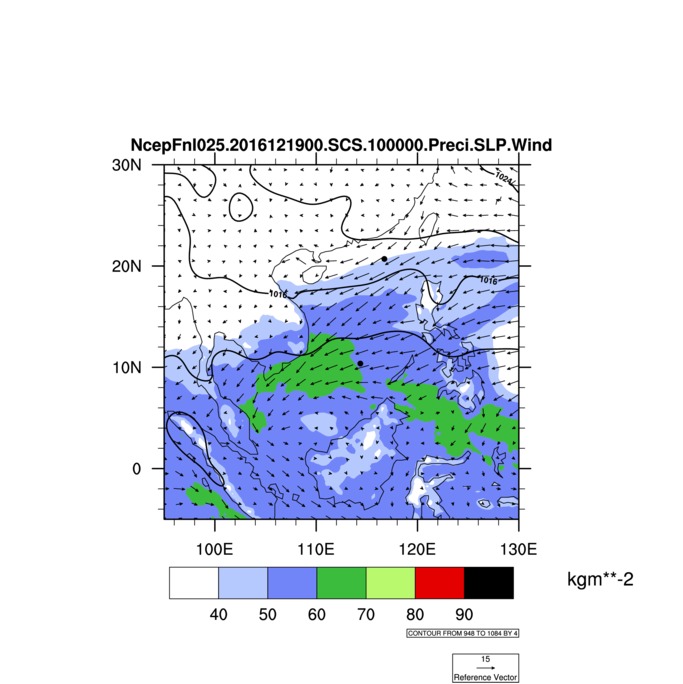 NcepFnl025.2016121900.SCS.100000.Preci.SLP.Wind
30N
1024
20N
1016
1016
10N
0
100E 110E 120E 130E
kgm**-2
40 50 60 70 80 90
CONTOUR FROM 948 TO 1084 BY 4
15
Reference Vector